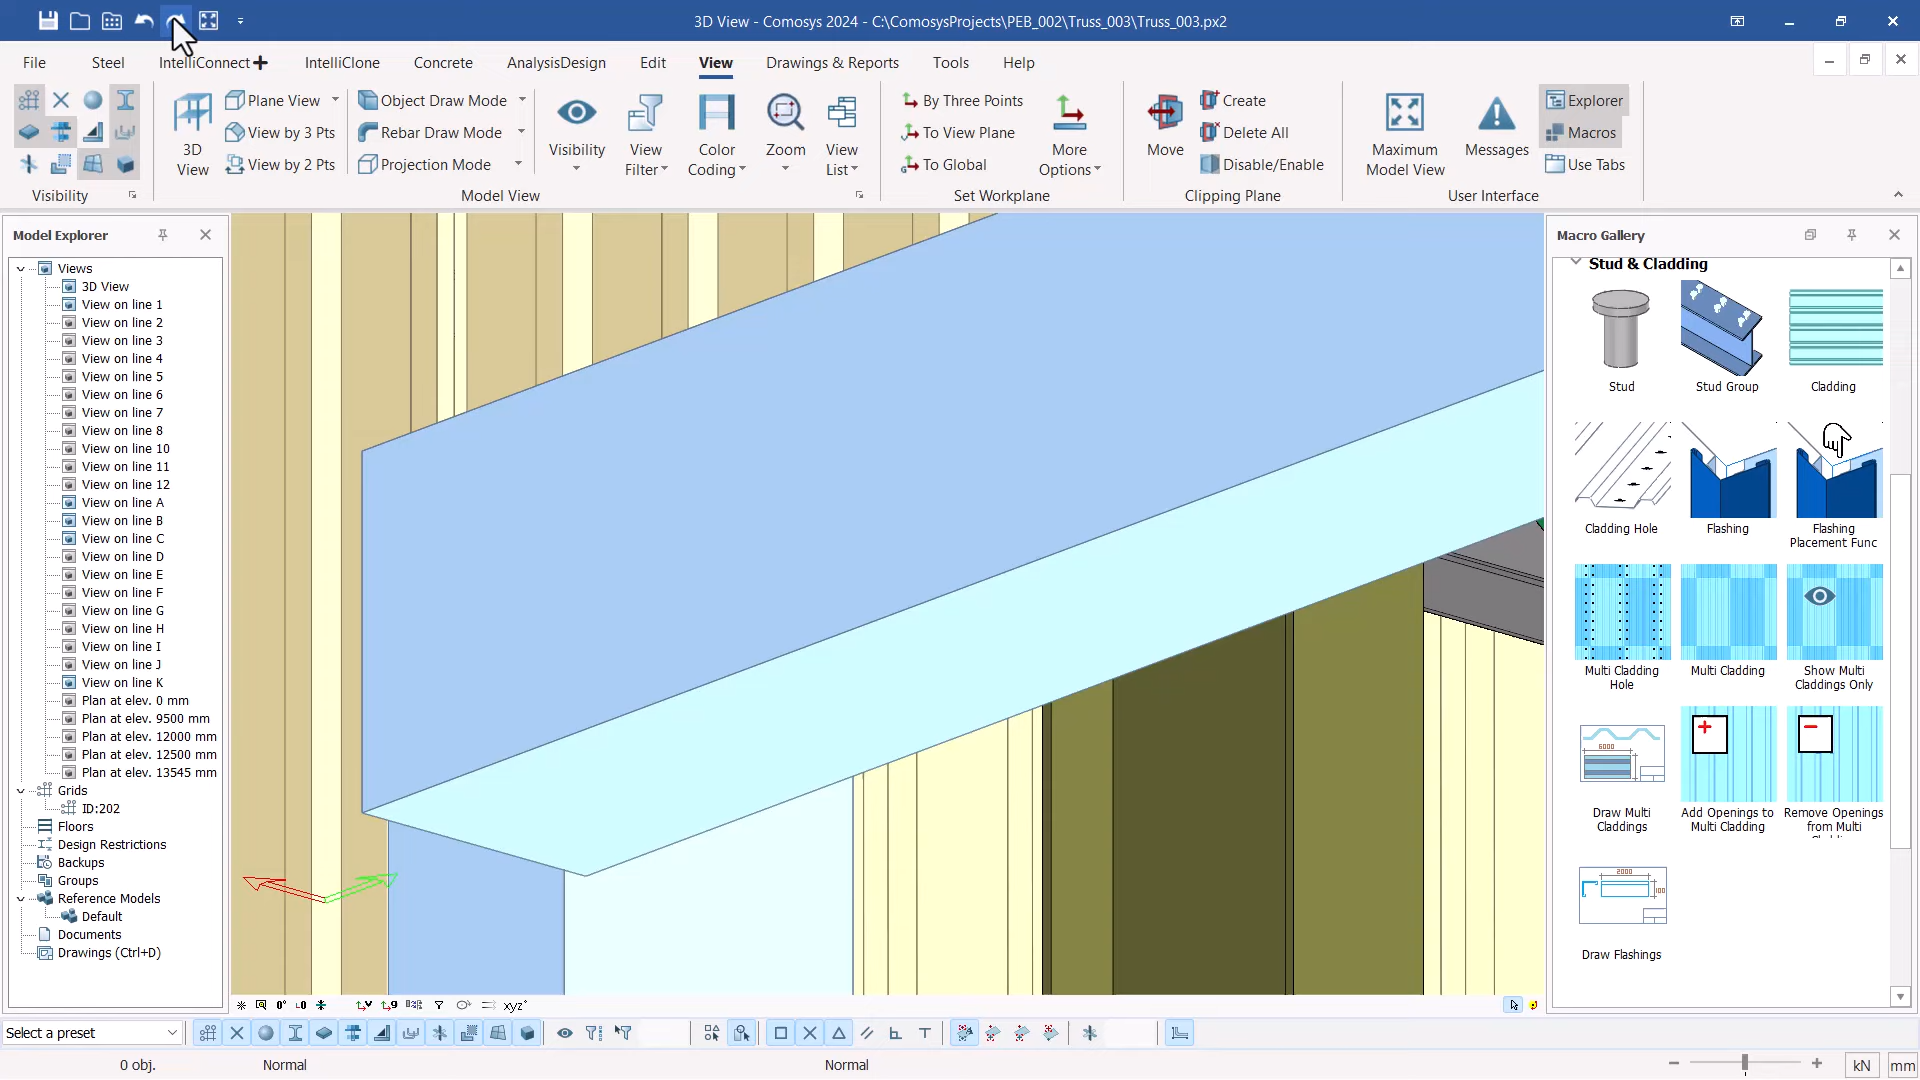 3D View - Comosys 2024 - C:\ComosysProjects\PEB_002\Truss_003\Truss_003.px2
File
Steel
IntelliConnect
IntelliClone
Concrete
AnalysisDesign
Edit
View
Drawings & Reports
Tools
Help
Visibility
3D View
Plane View
View by 3 Pts
View by 2 Pts
Object Draw Mode
Rebar Draw Mode
Projection Mode
Model View
Visibility
View Filter
Color Coding
Zoom
View List
By Three Points
To View Plane
To Global
More Options
Set Workplane
Move
Create
Delete All
Disable/Enable
Clipping Plane
Maximum Model View
Messages
Explorer
Macros
Use Tabs
User Interface
Model Explorer
Views
3D View
View on line 1
View on line 2
View on line 3
View on line 4
View on line 5
View on line 6
View on line 7
View on line 8
View on line 10
View on line 11
View on line 12
View on line A
View on line B
View on line C
View on line D
View on line E
View on line F
View on line G
View on line H
View on line I
View on line J
View on line K
Plan at elev. 0 mm
Plan at elev. 9500 mm
Plan at elev. 12000 mm
Plan at elev. 12500 mm
Plan at elev. 13545 mm
Grids
ID:202
Floors
Design Restrictions
Backups
Groups
Reference Models
Default
Documents
Drawings (Ctrl+D)
Macro Gallery
Stud & Cladding
Stud
Stud Group
Cladding
Cladding Hole
Flashing
Flashing Placement Func
Multi Cladding Hole
Multi Cladding
Show Multi Claddings Only
6000
Draw Multi Claddings
Add Openings to Multi Cladding
Remove Openings from Multi
2000
100
Draw Flashings
xyz
Select a preset
0 obj.
Normal
Normal
kN
mm